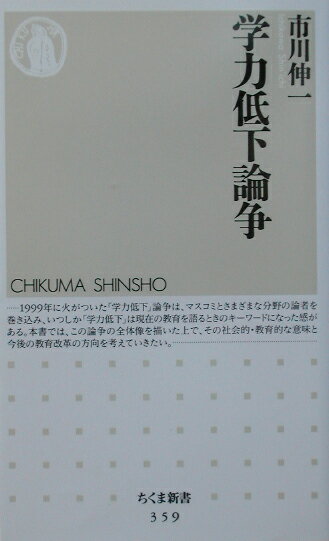 市川伸一
学力低下論争
CHIKUMA SHINSHO
……1999年に火がついた「学力低下」論争は、マスコミとさまざまな分野の論者を
巻き込み、いつしか「学力低下」は現在の教育を語るときのキーワードになった感が
ある。本書では、この論争の全体像を描いた上で、その社会的・教育的な意味と
今後の教育改革の方向を考えていきたい。……
ちくま新書
359